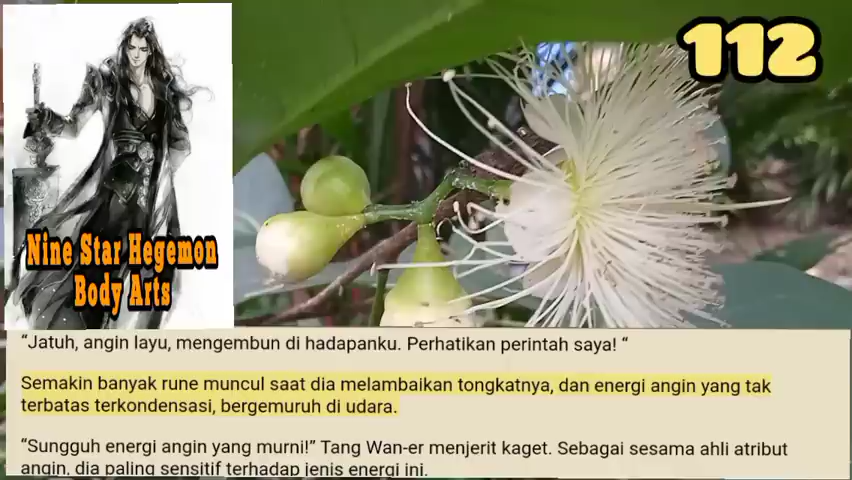 112
Nine Star Hegemon
Body Arts
“Jatuh, angin layu, mengembun di hadapanku. Perhatikan perintah saya! “
Semakin banyak rune muncul saat dia melambaikan tongkatnya, dan energi angin yang tak
terbatas terkondensasi, bergemuruh di udara.
“Sungguh energi angin yang murni!” Tang Wan-er menjerit kaget. Sebagai sesama ahli atribut
angin, dia paling sensitif terhadap jenis energi ini.